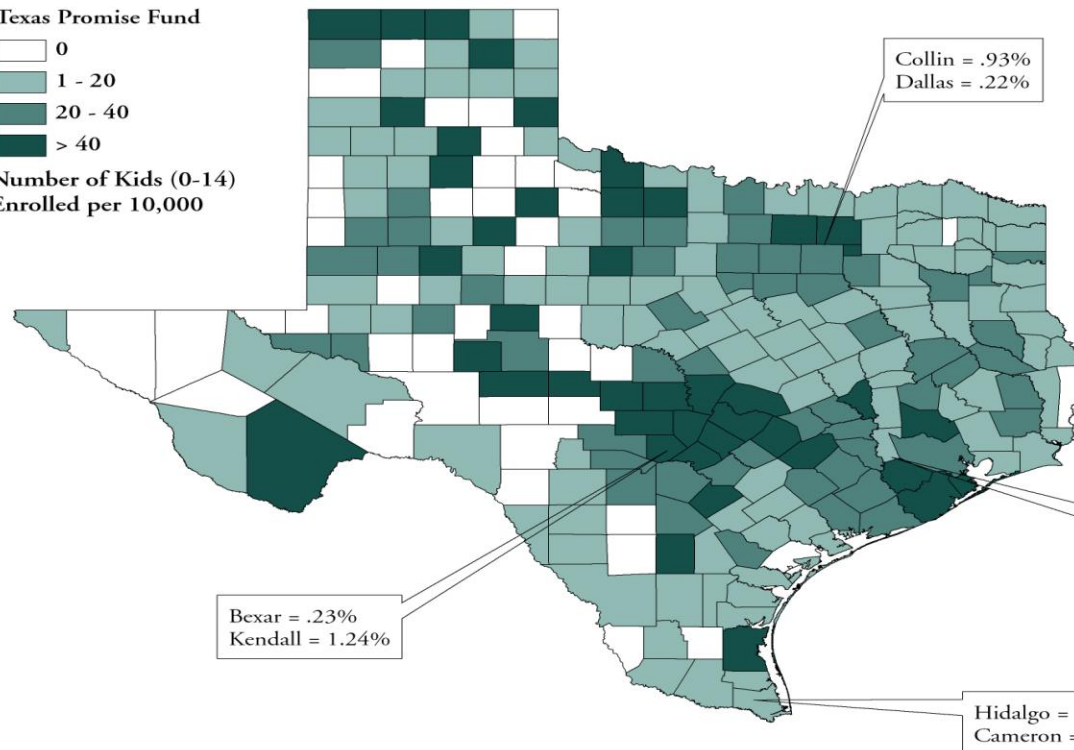 Texas Promise Fund
0
1 - 20
20 - 40
> 40
Number of Kids (0-14)
Enrolled per 10,000
Collin = .93%
Dallas = .22%
Bexar = .23%
Kendall = 1.24%
Hidalgo =
Cameron =